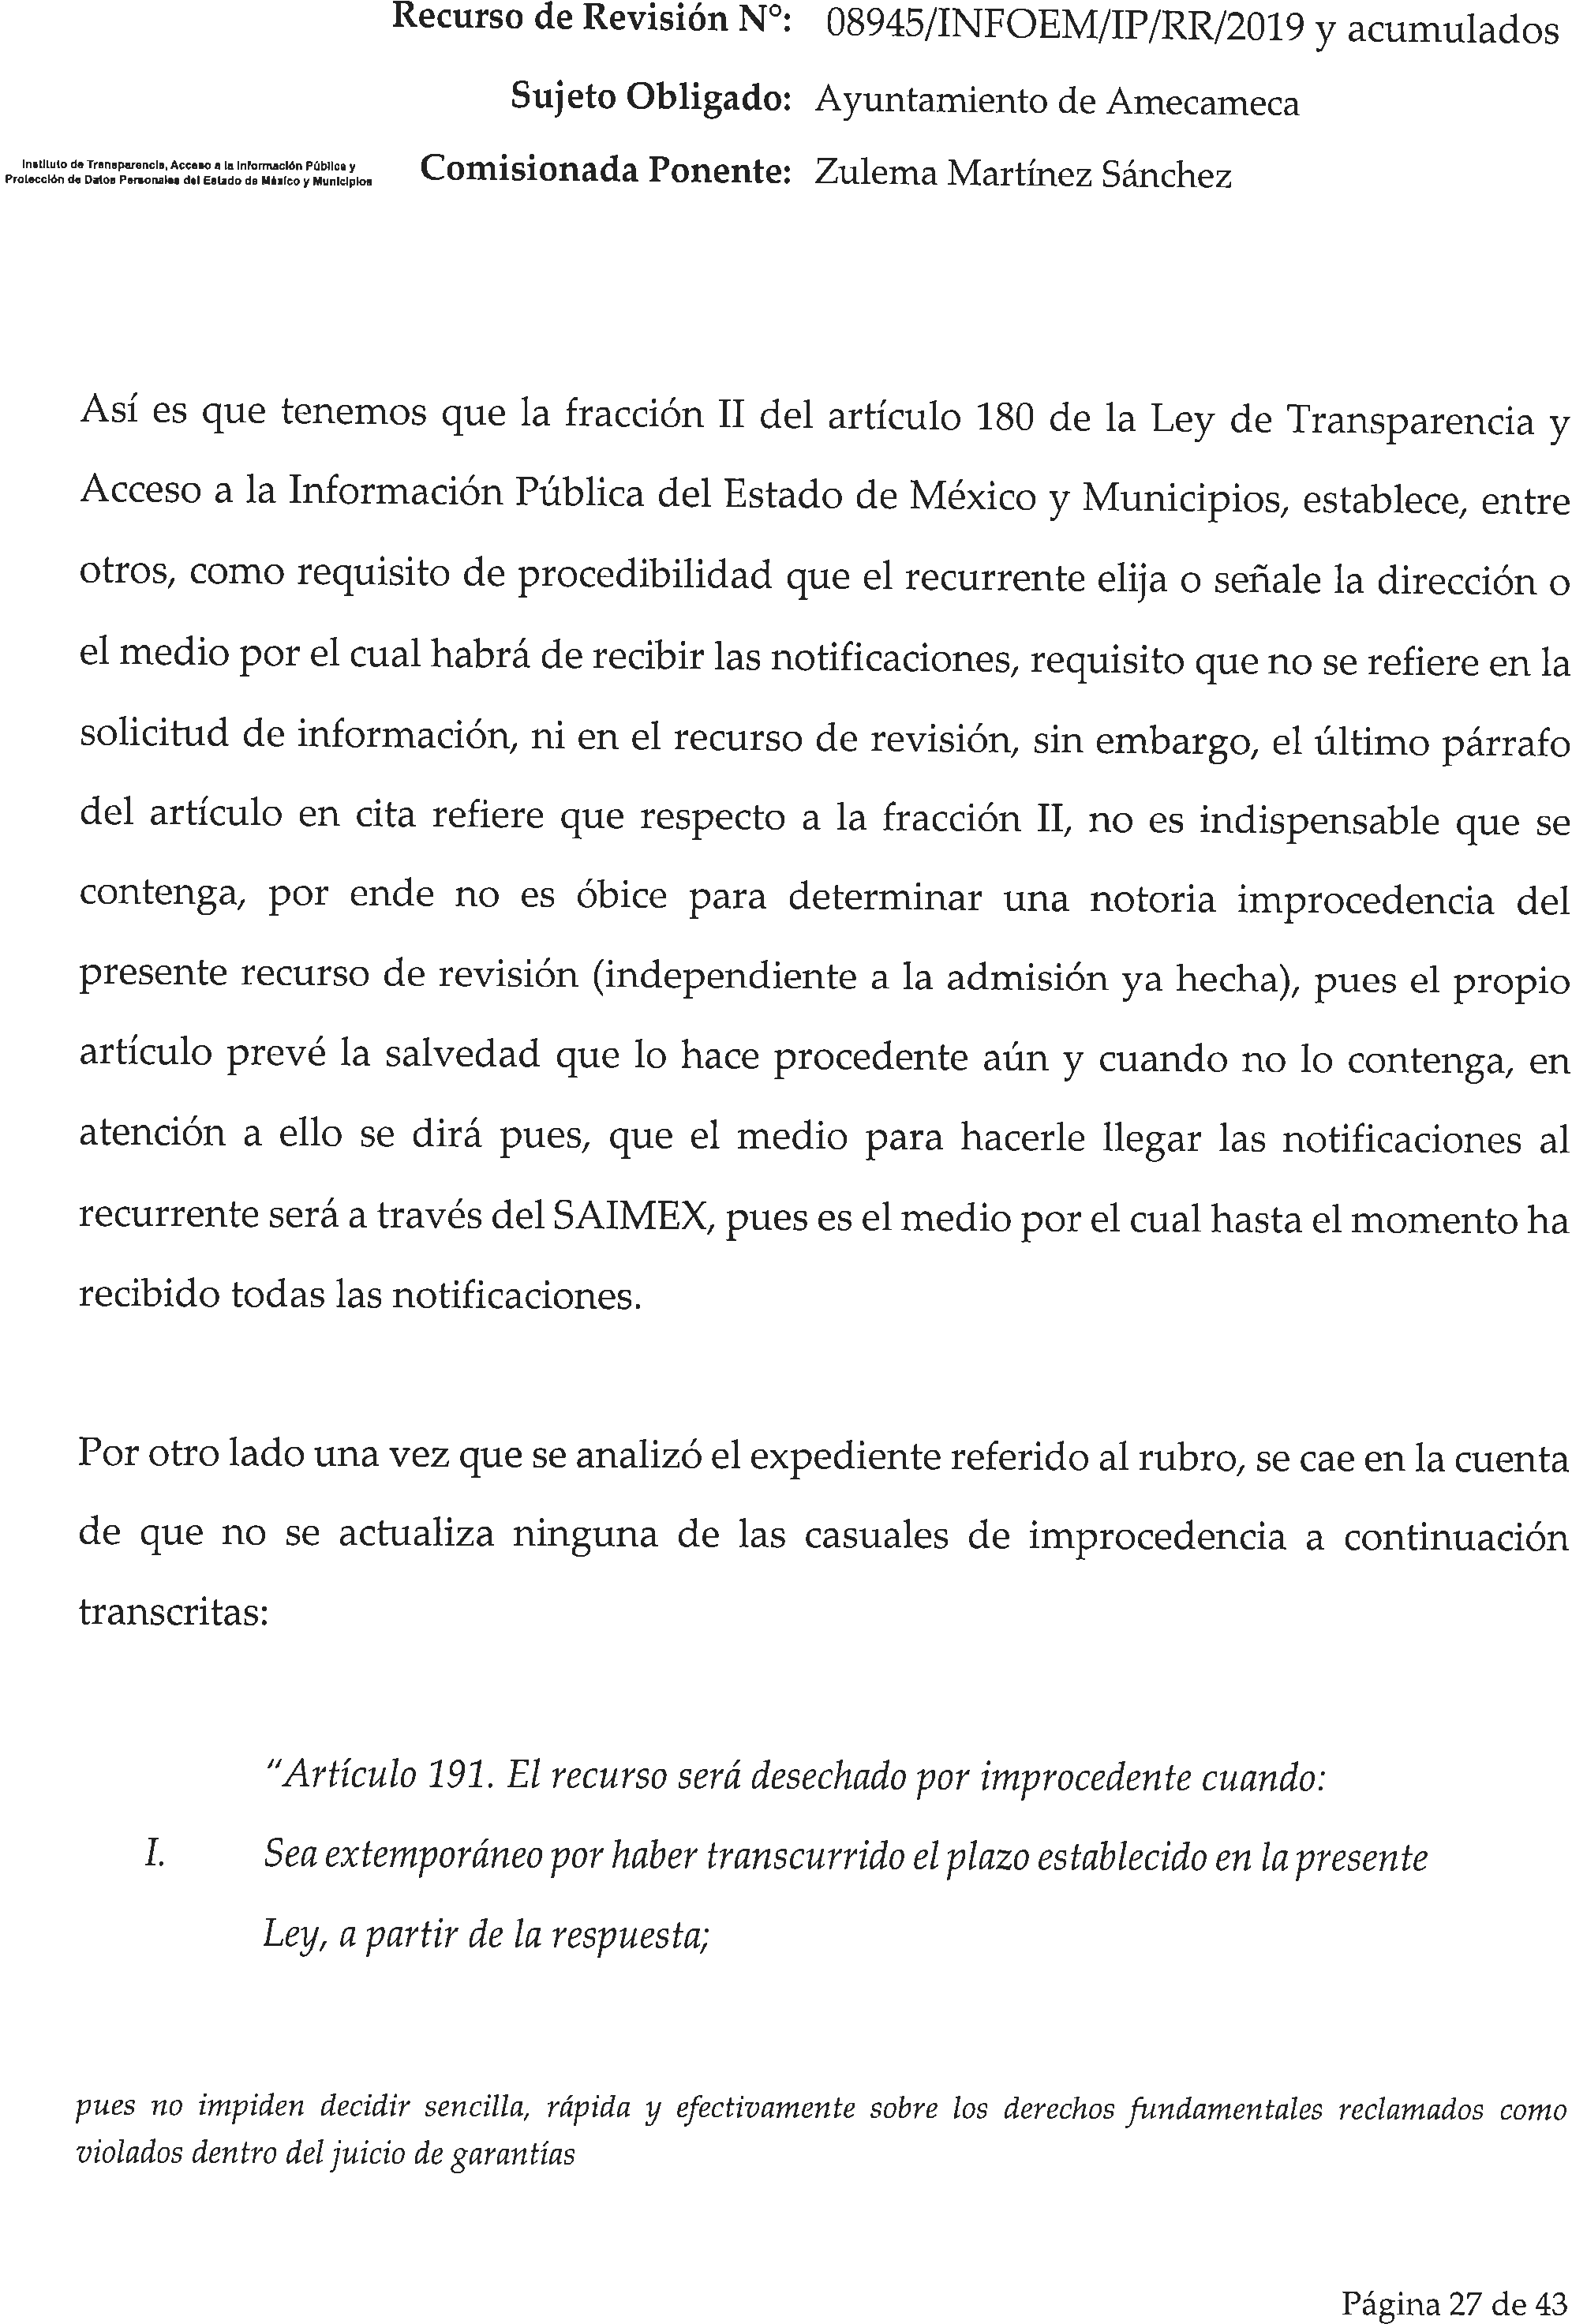 Recurso de Revisión N°: 08945/INFOEM/IP/RR/2019 y acumulados
Sujeto Obligado: Ayuntamiento de Amecameca
Instituto de Transparencia, Acceso a la Información Pública y
Protección de Datos Personales del Estado de México y Municipios
Comisionada Ponente: Zulema Martínez Sánchez
Así es que tenemos que la fracción II del artículo 180 de la Ley de Transparencia y
Acceso a la Información Pública del Estado de México y Municipios, establece, entre
otros, como requisito de procedibilidad que el recurrente elija o señale la dirección o
el medio por el cual habrá de recibir las notificaciones, requisito que no se refiere en la
solicitud de información, ni en el recurso de revisión, sin embargo, el último párrafo
del artículo en cita refiere que respecto a la fracción II, no es indispensable que se
contenga, por ende no es óbice para determinar una notoria improcedencia del
presente recurso de revisión (independiente a la admisión ya hecha), pues el propio
artículo prevé la salvedad que lo hace procedente aún y cuando no lo contenga, en
atención a ello se dirá pues, que el medio para hacerle llegar las notificaciones al
recurrente será a través del SAIMEX, pues es el medio por el cual hasta el momento ha
recibido todas las notificaciones.
Por otro lado una vez que se analizó el expediente referido al rubro, se cae en la cuenta
de que no se actualiza ninguna de las casuales de improcedencia a continuación
transcritas:
"Artículo 191. El recurso será desechado por improcedente cuando:
I. Sea extemporáneo por haber transcurrido el plazo establecido en la presente
Ley, a partir de la respuesta;
pues no impiden decidir sencilla, rápida y efectivamente sobre los derechos fundamentales reclamados como
violados dentro del juicio de garantías
Página 27 de 43